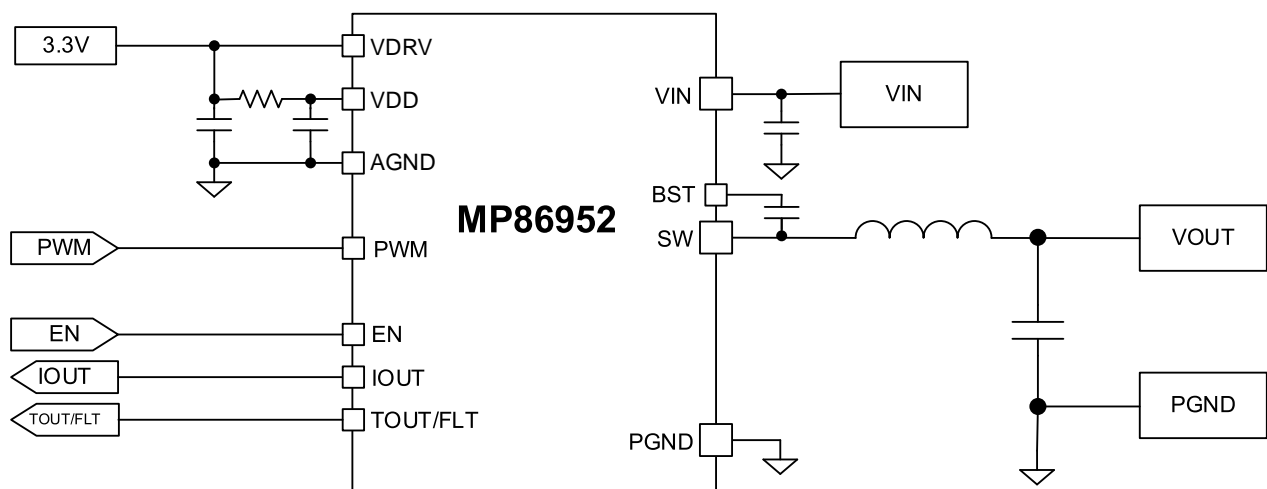 3.3V
VDRV
VDD
AGND
PWM
PWM
EN
EN
IOUT
IOUT
TOUT/FLT
TOUT/FLT
MP86952
VIN
VIN
BST
SW
VOUT
PGND
PGND